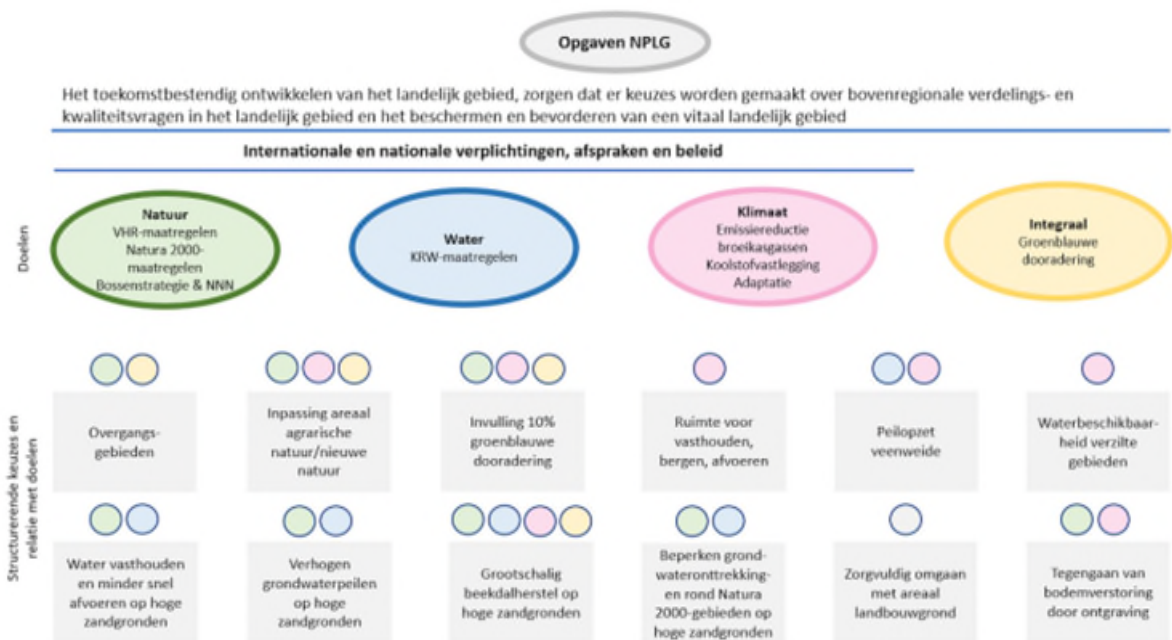 Opgaven NPLG
Het toekomstbestendig ontwikkelen van het landelijk gebied, zorgen dat er keuzes worden gemaakt over bovenregionale verdelings- en
kwaliteitsvragen in het landelijk gebied en het beschermen en bevorderen van een vitaal landelijk gebied
Internationale en nationale verplichtingen, afspraken en beleid
Doelen
Natuur
VHR-maatregelen
Natura 2000-
maatregelen
Bossenstrategie & NNN
Water
KRW-maatregelen
Klimaat
Emissiereductie
broeikasgassen
Koolstofvastlegging
Adaptatie
Integraal
Groenblauwe
dooradering
Structurerende keuzes en
relatie met doelen
Overgangs-
gebieden
Inpassing areaal
agrarische
natuur/nieuwe
natuur
Invulling 10%
groenblauwe
dooradering
Ruimte voor
vasthouden,
bergen, afvoeren
Peilopzet
veenweide
Waterbeschikbaar-
heid verzilte
gebieden
Water vasthouden
en minder snel
afvoeren op hoge
zandgronden
Verhogen
grondwaterpeilen
op hoge
zandgronden
Grootschalig
beekdalherstel op
hoge zandgronden
Beperken grond-
wateronttrekking-
en rond Natura
2000-gebieden op
hoge zandgronden
Zorgvuldig omgaan
met areaal
landbouwgrond
Tegengaan van
bodemverstoring
door ontgraving